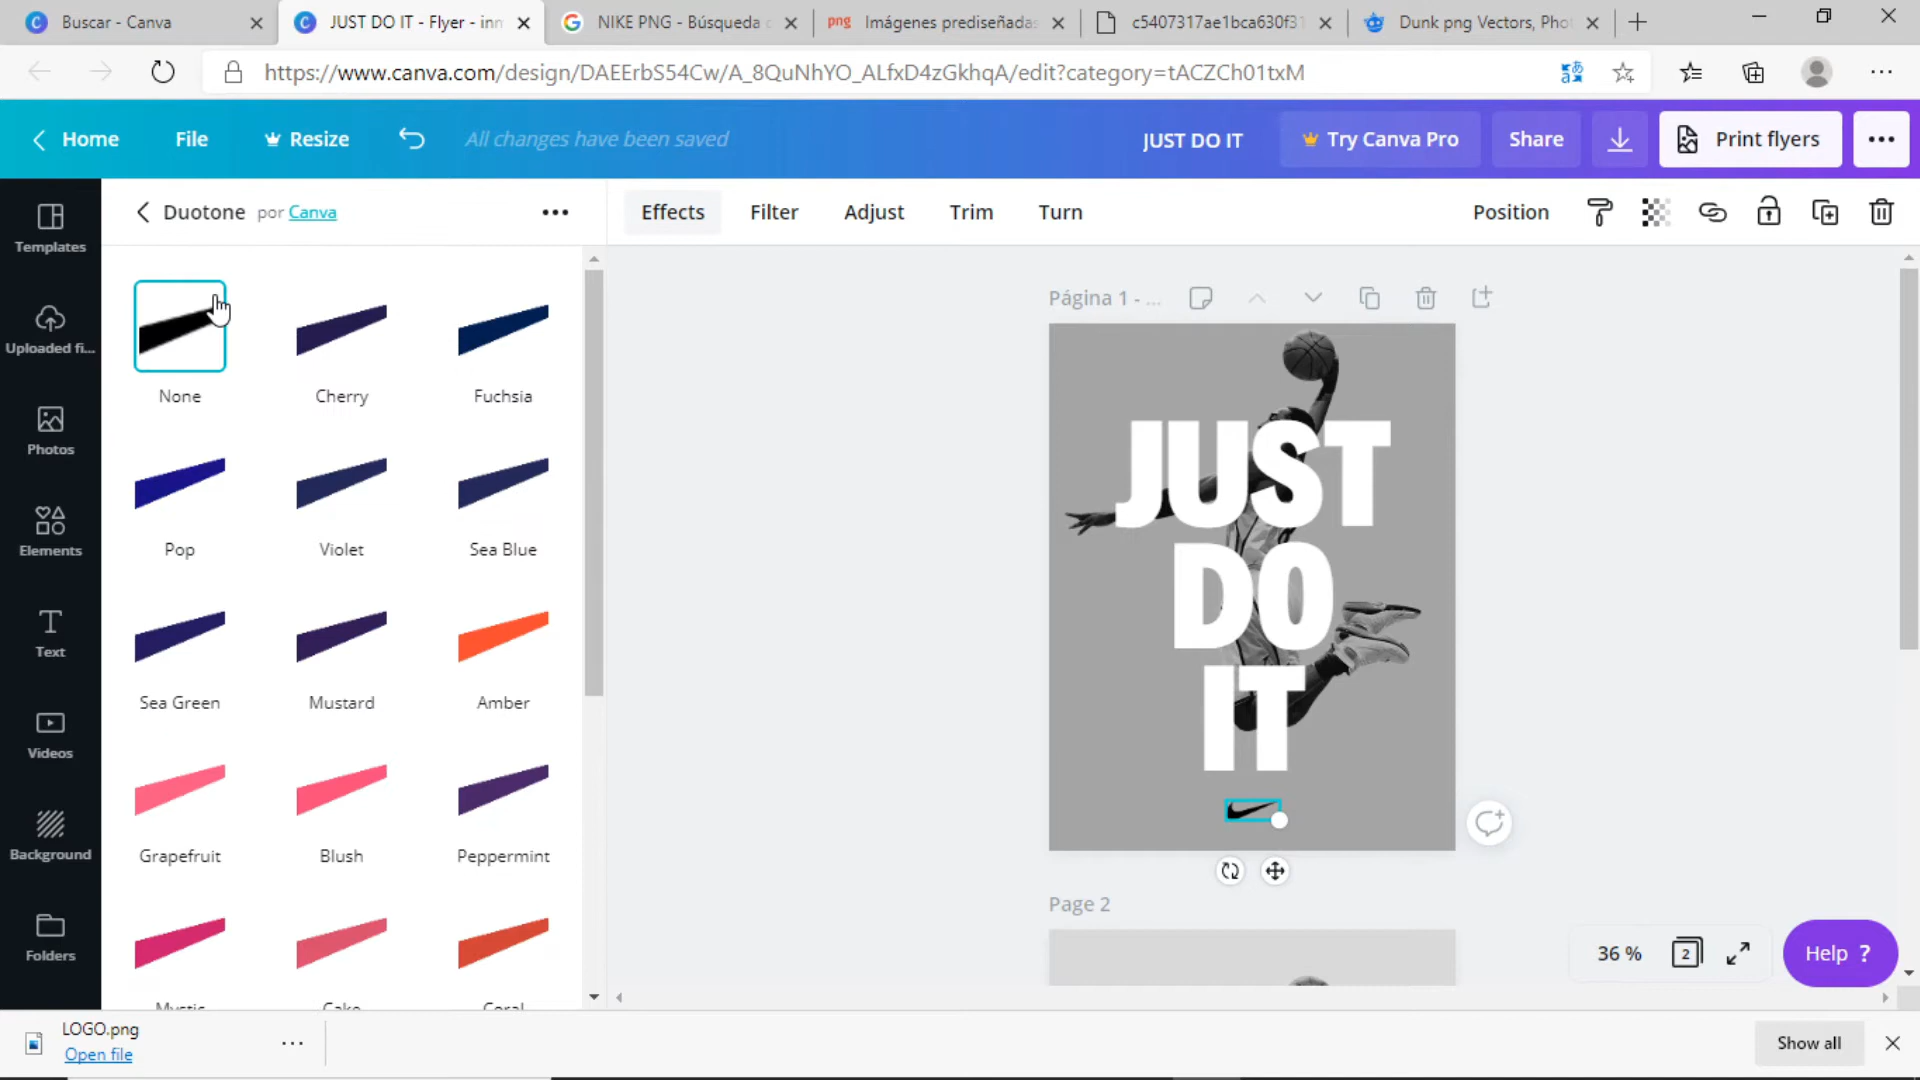 Buscar - Canva
JUST DO IT - Flyer - inn
NIKE PNG - Búsqueda
png Imágenes prediseñadas
c5407317ae1bca630f31
Dunk png Vectors, Pho
https://www.canva.com/design/DAEErbS54Cw/A_8QuNhYO_ALfxD4zGkhqA/edit?category=tACZCh01txM
Home
File
Resize
All changes have been saved
JUST DO IT
Try Canva Pro
Share
Print flyers
Duotone por Canva
Effects
Filter
Adjust
Trim
Turn
Position
Templates
Uploaded fi...
Photos
Elements
Text
Videos
Background
Folders
None
Cherry
Fuchsia
Pop
Violet
Sea Blue
Sea Green
Mustard
Amber
Grapefruit
Blush
Peppermint
Mystic
Cake
Coral
Página 1 - ...
JUST
DO
IT
Page 2
36 %
2
Help ?
LOGO.png
Open file
Show all